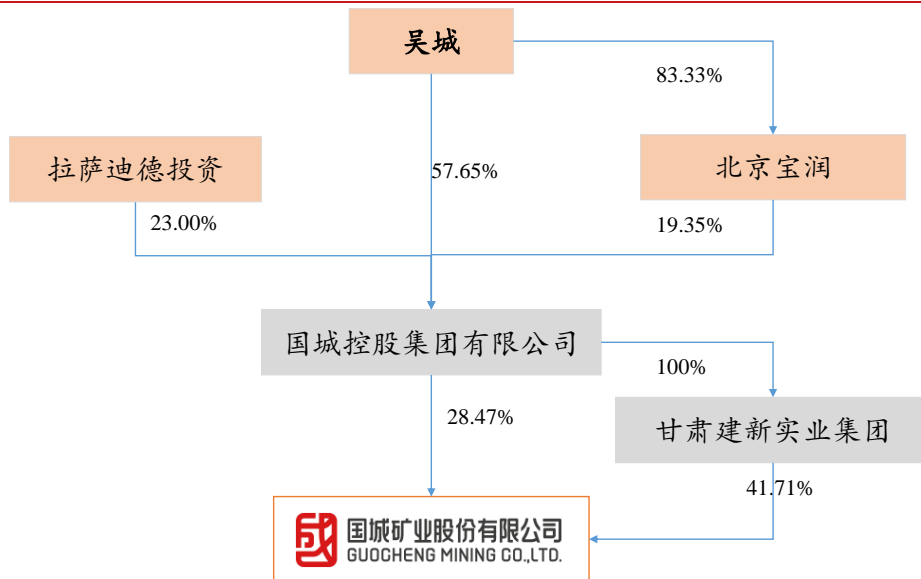 吴城
83.33%
拉萨迪德投资
57.65%
北京宝润
23.00%
19.35%
国城控股集团有限公司
100%
28.47%
甘肃建新实业集团
41.71%
国城矿业股份有限公司
GUOCHENG MINING CO.,LTD.